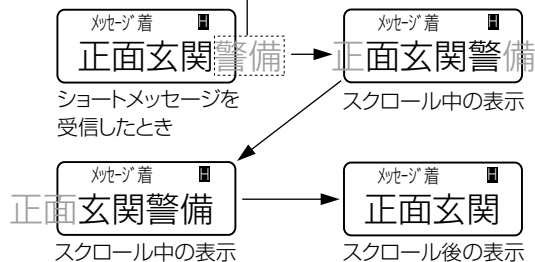 ﾒｯｾｰｼﾞ着 H
正面玄関警備
ショートメッセージを
受信したとき
ﾒｯｾｰｼﾞ着 H
正面玄関警備
スクロール中の表示
ﾒｯｾｰｼﾞ着 H
正面玄関警備
スクロール中の表示
ﾒｯｾｰｼﾞ着 H
正面玄関
スクロール後の表示